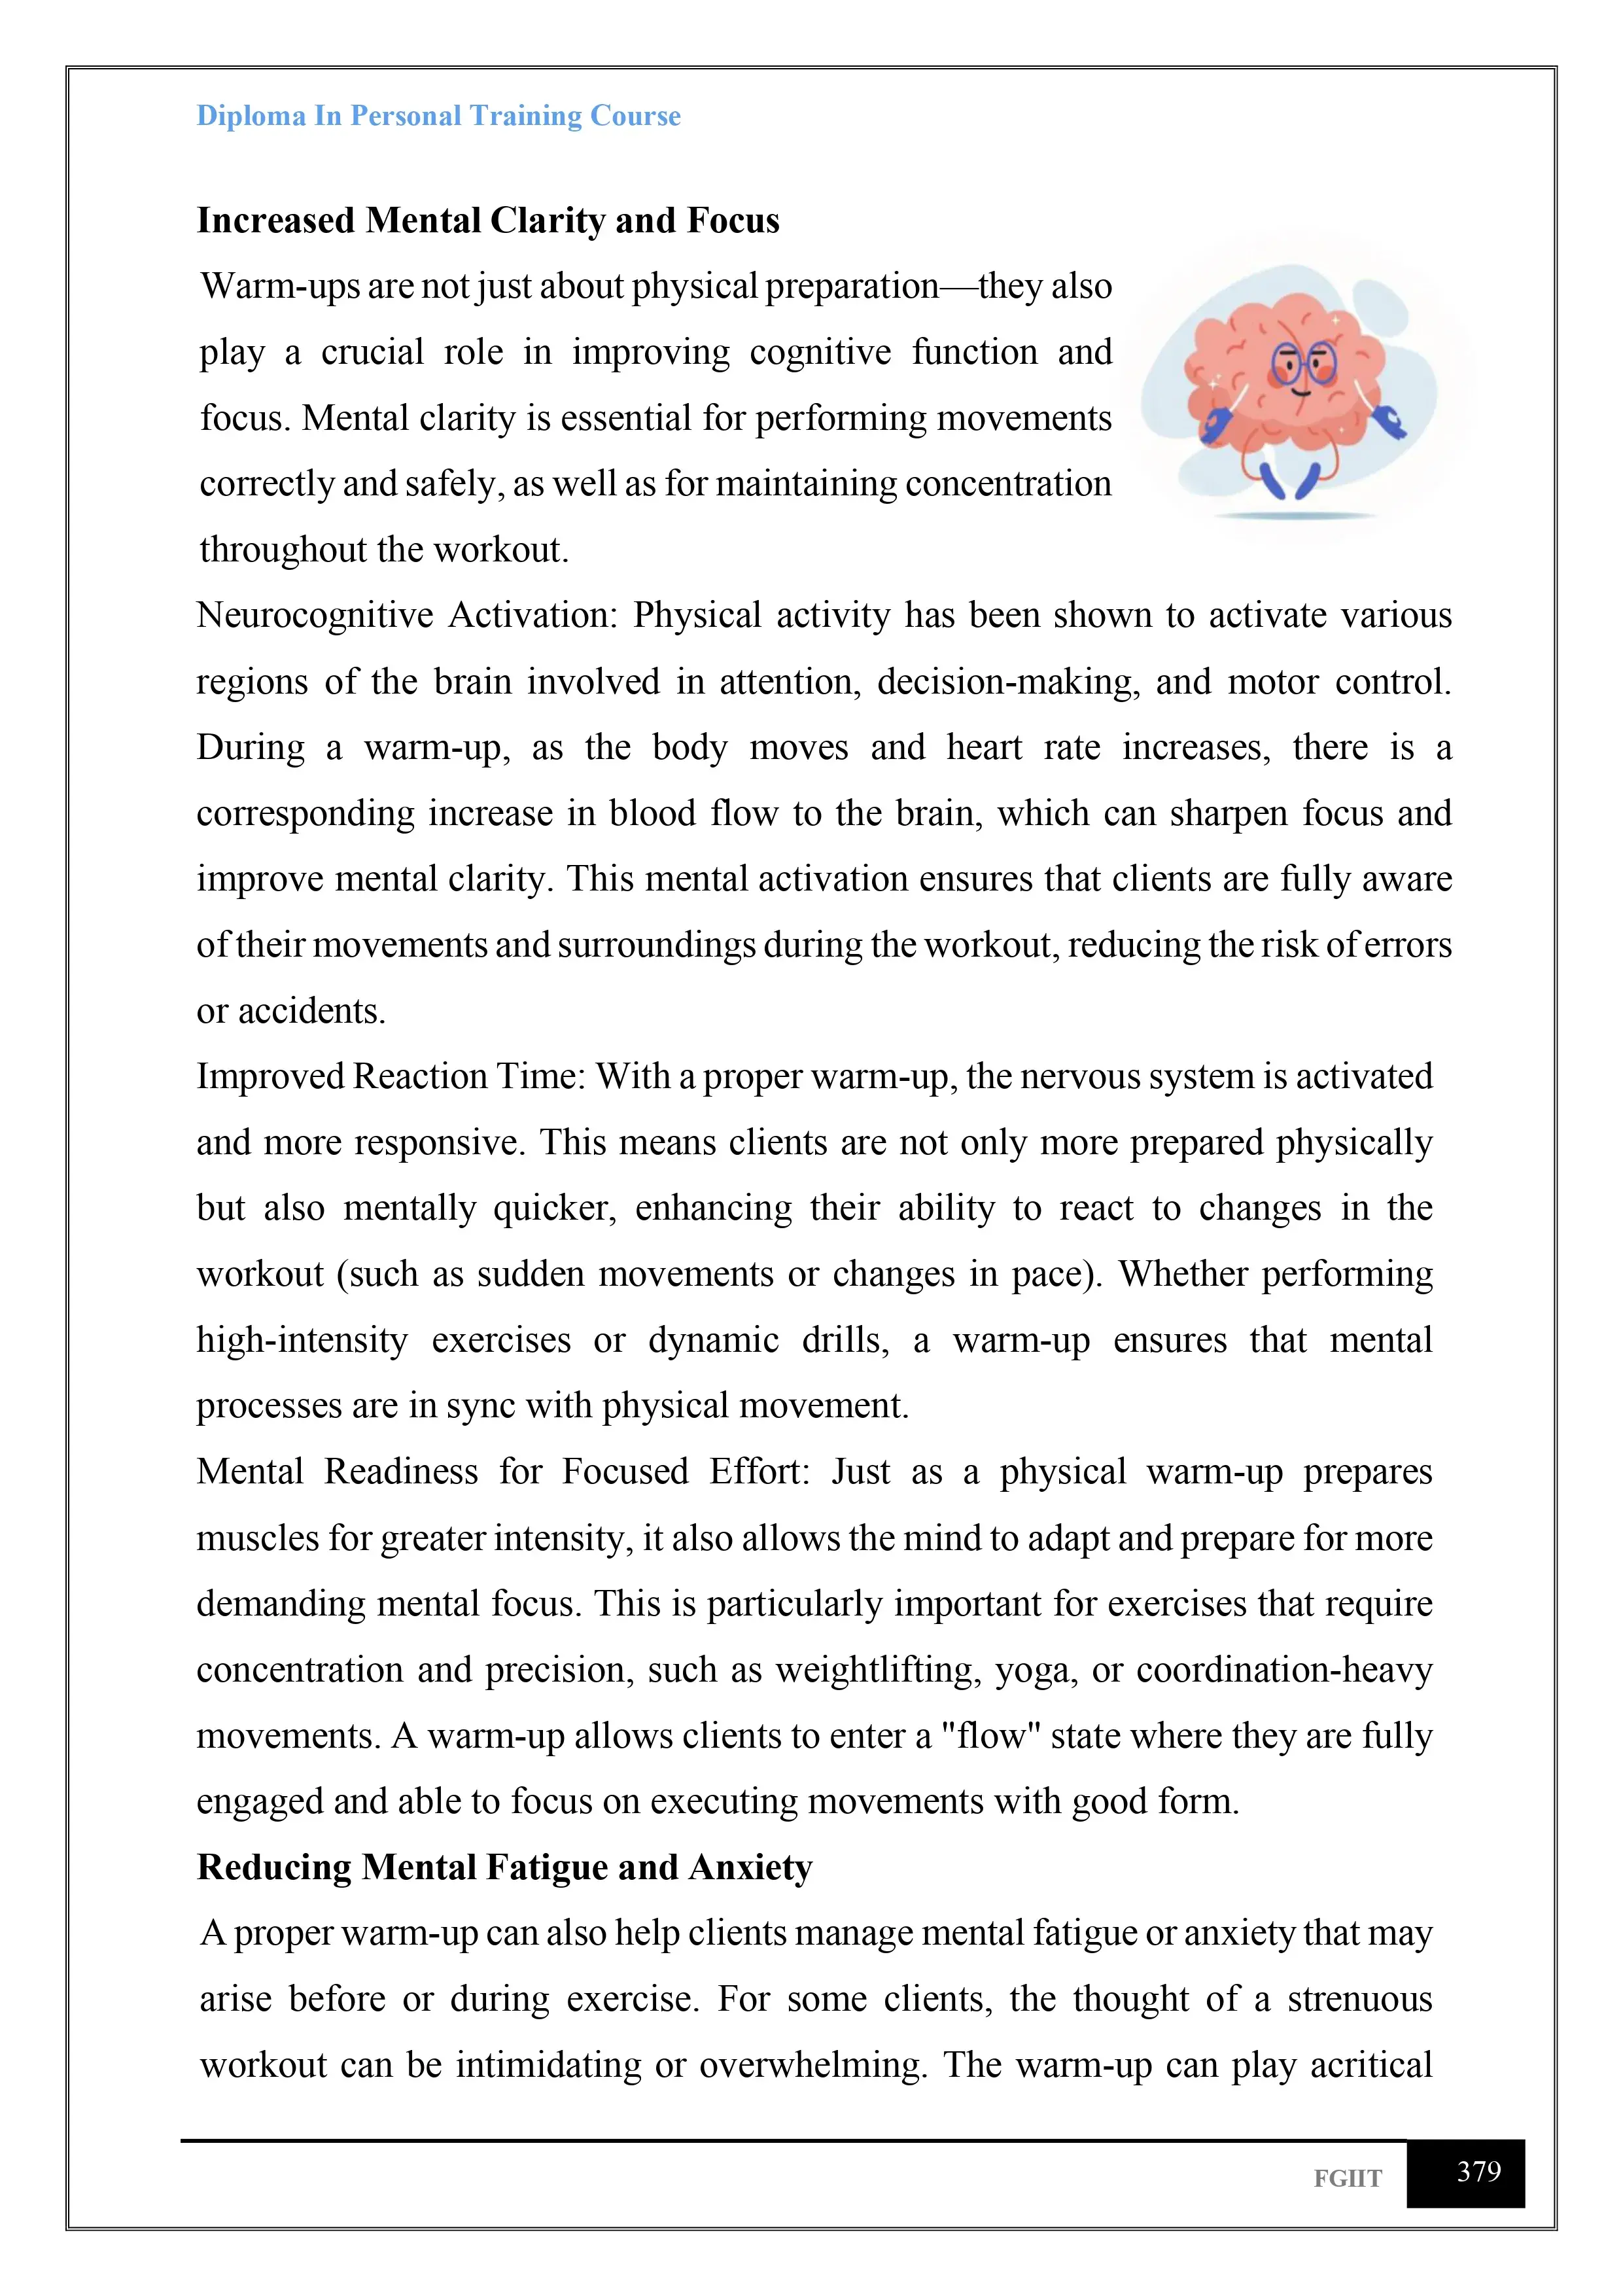 Diploma In Personal Training Course
Increased Mental Clarity and Focus
Warm-ups are not just about physical preparation—they also
play a crucial role in improving cognitive function and
focus. Mental clarity is essential for performing movements
correctly and safely, as well as for maintaining concentration
throughout the workout.
Neurocognitive Activation: Physical activity has been shown to activate various
regions of the brain involved in attention, decision-making, and motor control.
During a warm-up, as the body moves and heart rate increases, there is a
corresponding increase in blood flow to the brain, which can sharpen focus and
improve mental clarity. This mental activation ensures that clients are fully aware
of their movements and surroundings during the workout, reducing the risk of errors
or accidents.
Improved Reaction Time: With a proper warm-up, the nervous system is activated
and more responsive. This means clients are not only more prepared physically
but also mentally quicker, enhancing their ability to react to changes in the
workout (such as sudden movements or changes in pace). Whether performing
high-intensity exercises or dynamic drills, a warm-up ensures that mental
processes are in sync with physical movement.
Mental Readiness for Focused Effort: Just as a physical warm-up prepares
muscles for greater intensity, it also allows the mind to adapt and prepare for more
demanding mental focus. This is particularly important for exercises that require
concentration and precision, such as weightlifting, yoga, or coordination-heavy
movements. A warm-up allows clients to enter a "flow" state where they are fully
engaged and able to focus on executing movements with good form.
Reducing Mental Fatigue and Anxiety
A proper warm-up can also help clients manage mental fatigue or anxiety that may
arise before or during exercise. For some clients, the thought of a strenuous
workout can be intimidating or overwhelming. The warm-up can play acritical
FGIIT 379